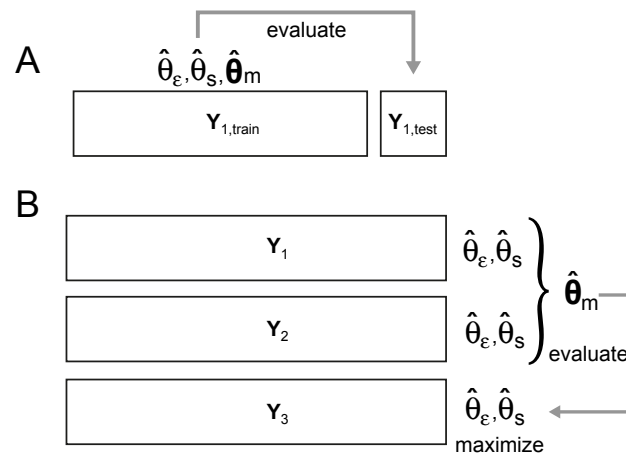 evaluate
A
θ̂ε,θ̂s,θ̂m
Y1,train
Y1,test
B
Y1
θ̂ε,θ̂s
θ̂m
Y2
θ̂ε,θ̂s
evaluate
Y3
θ̂ε,θ̂s
maximize